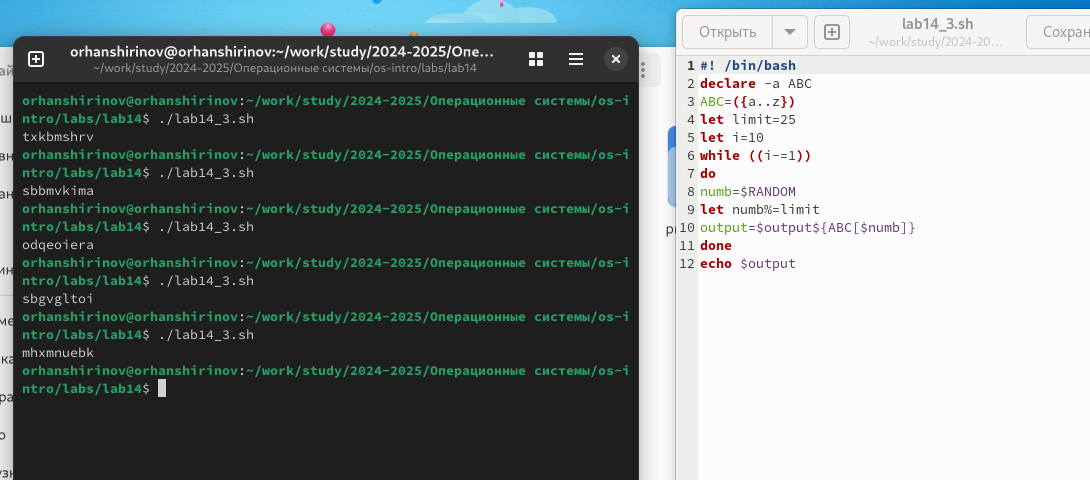 orhanshirinov@orhanshirinov:~/work/study/2024-2025/Опе...
~/work/study/2024-2025/Операционные системы/os-intro/labs/lab14
orhanshirinov@orhanshirinov:~/work/study/2024-2025/Операционные системы/os-i
ntro/labs/lab14$ ./lab14_3.sh
txkbmshrv
orhanshirinov@orhanshirinov:~/work/study/2024-2025/Операционные системы/os-i
ntro/labs/lab14$ ./lab14_3.sh
sbbmvkima
orhanshirinov@orhanshirinov:~/work/study/2024-2025/Операционные системы/os-i
ntro/labs/lab14$ ./lab14_3.sh
odqeoiera
orhanshirinov@orhanshirinov:~/work/study/2024-2025/Операционные системы/os-i
ntro/labs/lab14$ ./lab14_3.sh
sbgvgltoi
orhanshirinov@orhanshirinov:~/work/study/2024-2025/Операционные системы/os-i
ntro/labs/lab14$ ./lab14_3.sh
mhxmnuebk
orhanshirinov@orhanshirinov:~/work/study/2024-2025/Операционные системы/os-i
ntro/labs/lab14$
Открыть
lab14_3.sh
~/work/study/2024-20...
Сохран
1 #! /bin/bash
2 declare -a ABC
3 ABC=({a..z})
4 let limit=25
5 let i=10
6 while ((i-=1))
7 do
8 numb=$RANDOM
9 let numb%=limit
10 output=$output${ABC[$numb]}
11 done
12 echo $output